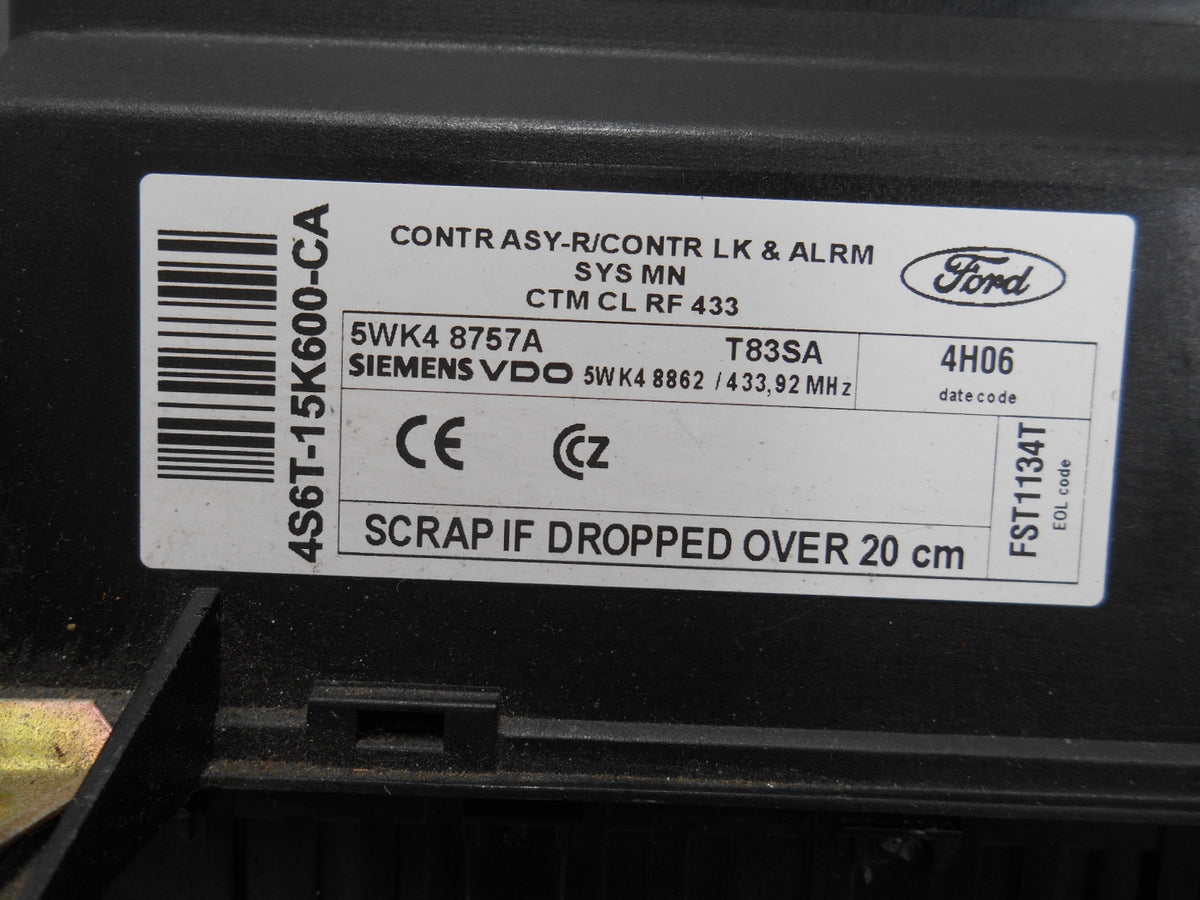 4S6T-15K600-CA
CONTR ASY-R/CONTR LK & ALRM
SYS MN
CTM CL RF 433
Ford
5WK4 8757A T83SA
SIEMENS VDO 5WK4 8862 / 433,92 MHz
4H06
date code
CE
CCZ
FST1134T
EOL code
SCRAP IF DROPPED OVER 20 cm